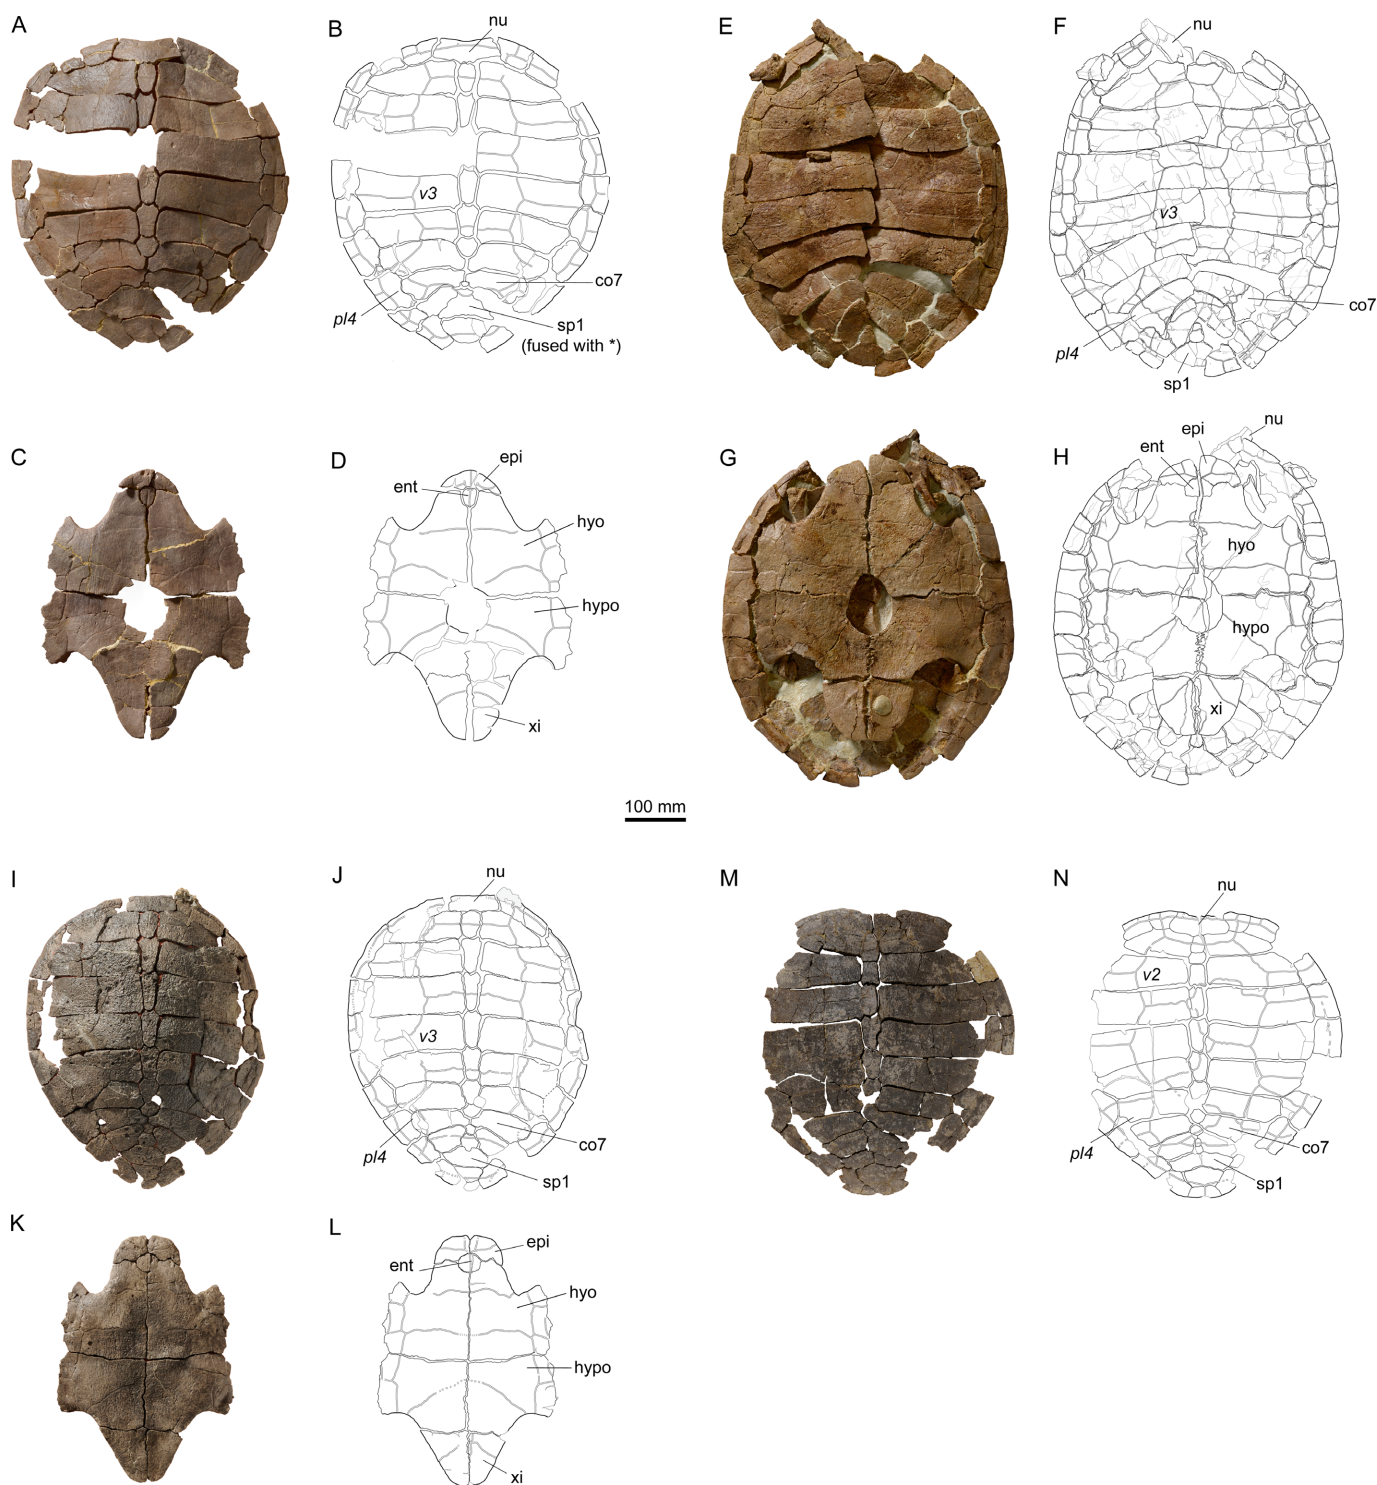 A
B
nu
v3
co7
pl4
sp1
(fused with *)
E
F
nu
v3
co7
pl4
sp1
C
D
epi
ent
hyo
hypo
xi
G
H
epi
nu
ent
hyo
hypo
xi
100 mm
I
J
nu
v3
co7
pl4
sp1
M
N
nu
v2
co7
pl4
sp1
K
L
epi
ent
hyo
hypo
xi